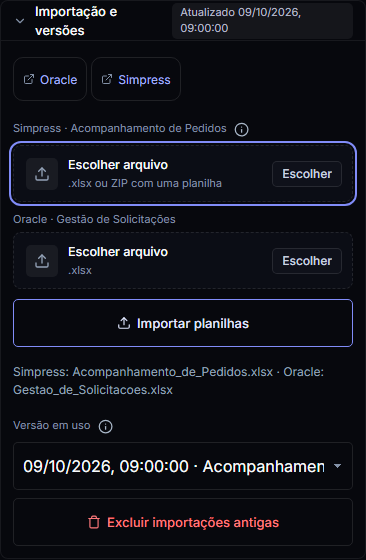 Importação e
versões
Atualizado 09/10/2026,
09:00:00
Oracle
Simpress
Simpress · Acompanhamento de Pedidos
Escolher arquivo
.xlsx ou ZIP com uma planilha
Escolher
Oracle · Gestão de Solicitações
Escolher arquivo
.xlsx
Escolher
Importar planilhas
Simpress: Acompanhamento_de_Pedidos.xlsx · Oracle:
Gestao_de_Solicitacoes.xlsx
Versão em uso
09/10/2026, 09:00:00 · Acompanhamen
Excluir importações antigas